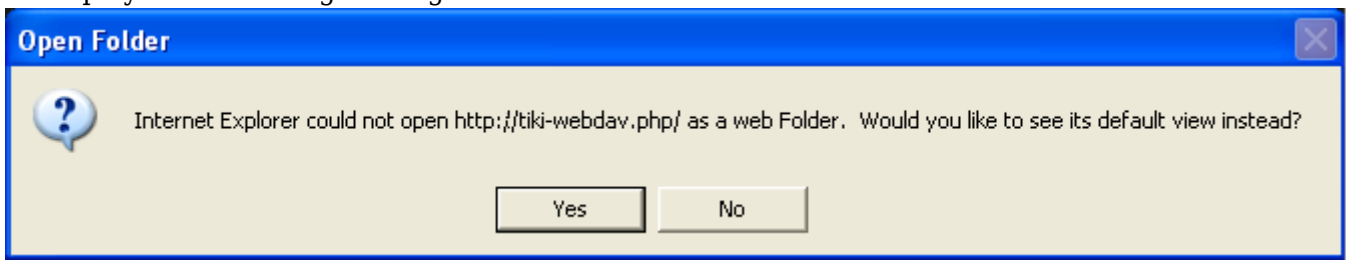 Open Folder
Internet Explorer could not open http://tiki-webdav.php/ as a web Folder.  Would you like to see its default view instead?
Yes
No